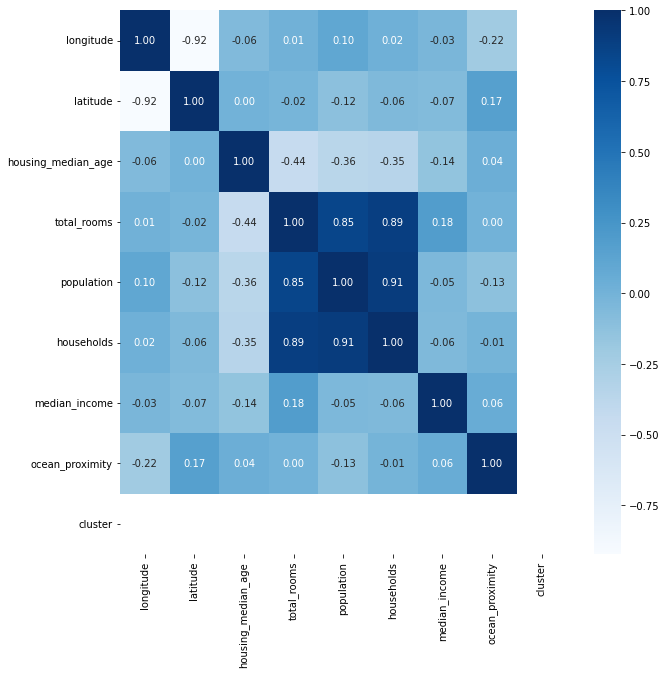 longitude 1.00 -0.92 -0.06 0.01 0.10 0.02 -0.03 -0.22
latitude -0.92 1.00 0.00 -0.02 -0.12 -0.06 -0.07 0.17
housing_median_age -0.06 0.00 1.00 -0.44 -0.36 -0.35 -0.14 0.04
total_rooms 0.01 -0.02 -0.44 1.00 0.85 0.89 0.18 0.00
population 0.10 -0.12 -0.36 0.85 1.00 0.91 -0.05 -0.13
households 0.02 -0.06 -0.35 0.89 0.91 1.00 -0.06 -0.01
median_income -0.03 -0.07 -0.14 0.18 -0.05 -0.06 1.00 0.06
ocean_proximity -0.22 0.17 0.04 0.00 -0.13 -0.01 0.06 1.00
cluster
longitude
latitude
housing_median_age
total_rooms
population
households
median_income
ocean_proximity
cluster
1.00
0.75
0.50
0.25
0.00
-0.25
-0.50
-0.75